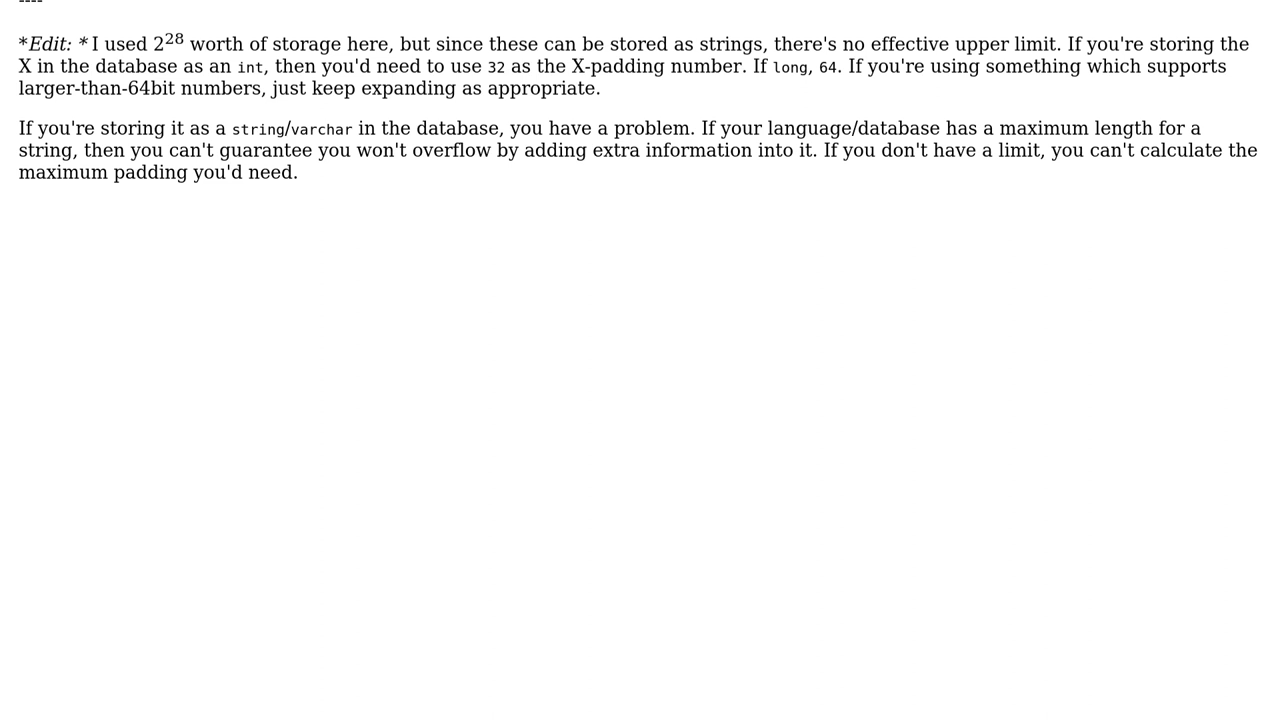 ----
*Edit: * I used 2^28 worth of storage here, but since these can be stored as strings, there's no effective upper limit. If you're storing the
X in the database as an int, then you'd need to use 32 as the X-padding number. If long, 64. If you're using something which supports
larger-than-64bit numbers, just keep expanding as appropriate.
If you're storing it as a string/varchar in the database, you have a problem. If your language/database has a maximum length for a
string, then you can't guarantee you won't overflow by adding extra information into it. If you don't have a limit, you can't calculate the
maximum padding you'd need.